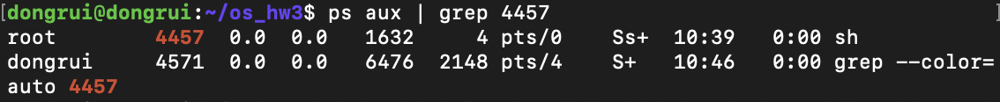 [dongrui@dongrui:~/os_hw3$ ps aux | grep 4457
root 4457 0.0 0.0 1632 4 pts/0 Ss+ 10:39 0:00 sh
dongrui 4571 0.0 0.0 6476 2148 pts/4 S+ 10:46 0:00 grep --color=
auto 4457